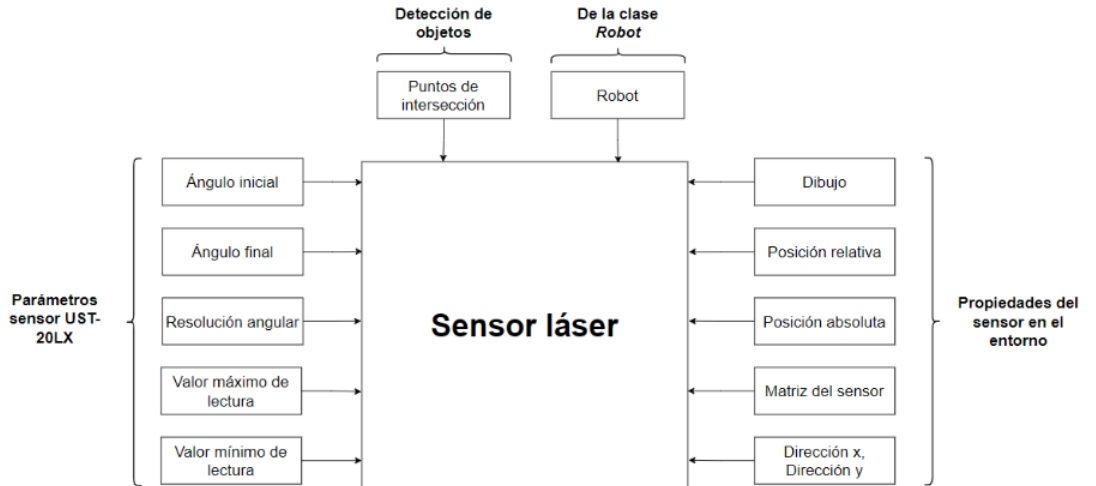 Detección de
objetos
De la clase
Robot
Puntos de
intersección
Robot
Parámetros
sensor UST-
20LX
Ángulo inicial
Ángulo final
Resolución angular
Valor máximo de
lectura
Valor mínimo de
lectura
Sensor láser
Dibujo
Posición relativa
Posición absoluta
Matriz del sensor
Dirección x,
Dirección y
Propiedades del
sensor en el
entorno